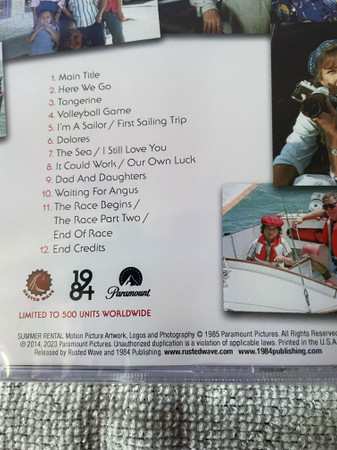 1. Main Title
2. Here We Go
3. Tangerine
4. Volleyball Game
5. I'm A Sailor / First Sailing Trip
6. Dolores
7. The Sea / I Still Love You
8. It Could Work / Our Own Luck
9. Dad And Daughters
10. Waiting For Angus
11. The Race Begins /
The Race Part Two /
End Of Race
12. End Credits
RUSTED WAVE
19
84
Paramount
LIMITED TO 500 UNITS WORLDWIDE
SUMMER RENTAL Motion Picture Artwork, Logos and Photography © 1985 Paramount Pictures. All Rights Reserved.
℗ 2014, 2023 Paramount Pictures. Unauthorized duplication is a violation of applicable laws. Printed in the U.S.A.
Released by Rusted Wave and 1984 Publishing. www.rustedwave.com www.1984publishing.com